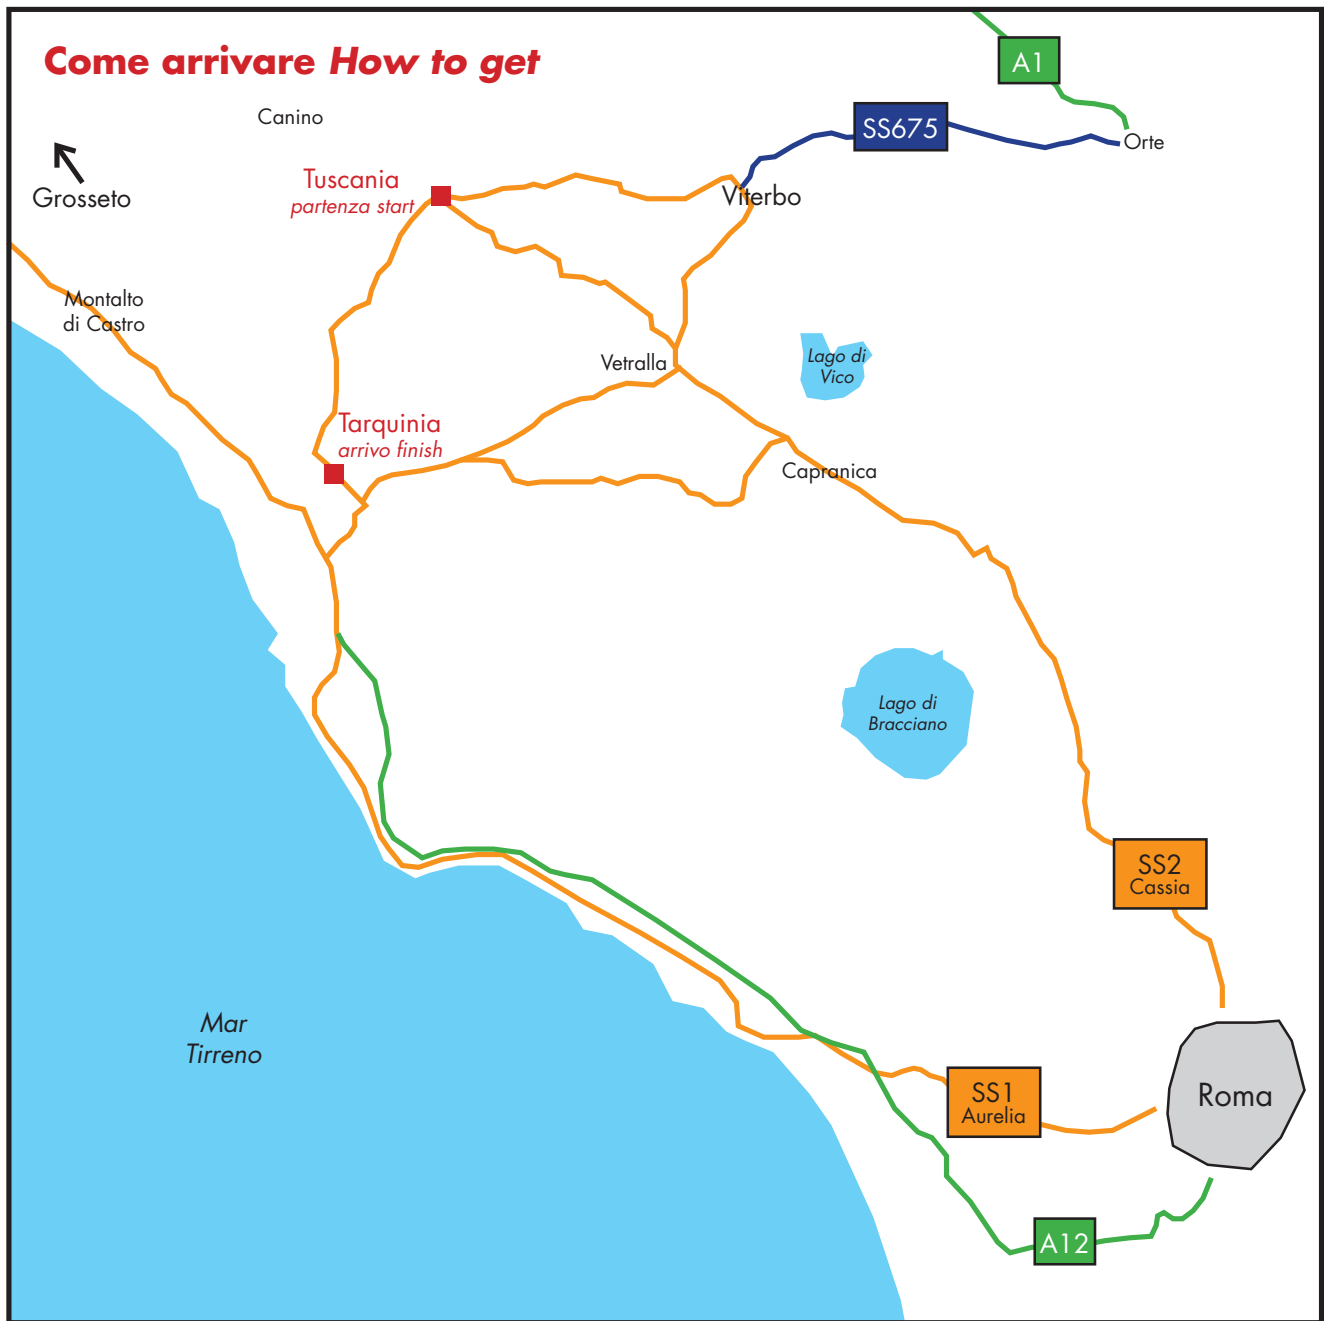 Come arrivare How to get
A1
Canino
SS675
Orte
Grosseto
Tuscania
partenza start
Viterbo
Montalto
di Castro
Vetralla
Lago di
Vico
Tarquinia
arrivo finish
Capranica
Lago di
Bracciano
SS2
Cassia
Mar
Tirreno
SS1
Aurelia
Roma
A12